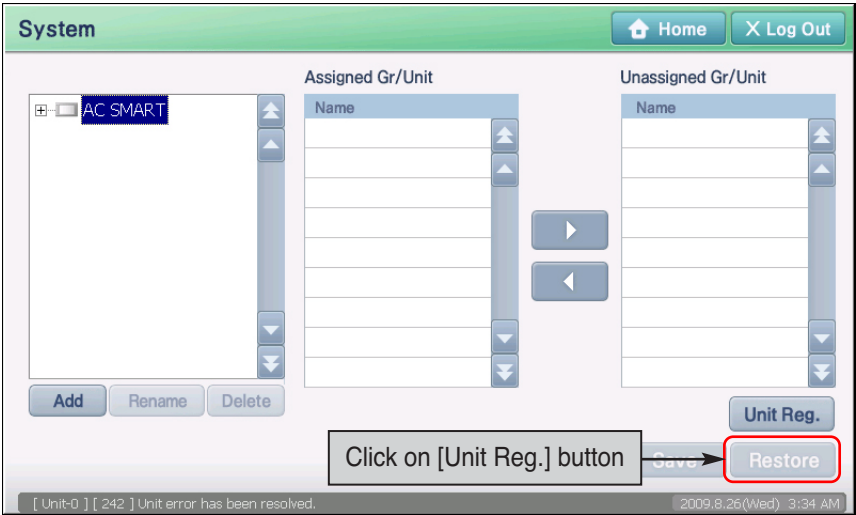 System
Home
X Log Out
Assigned Gr/Unit
Unassigned Gr/Unit
AC SMART
Name
Name
Add
Rename
Delete
Unit Reg.
Click on [Unit Reg.] button
Save
Restore
[ Unit-0 ] [ 242 ] Unit error has been resolved.
2009.8.26(Wed) 3:34 AM